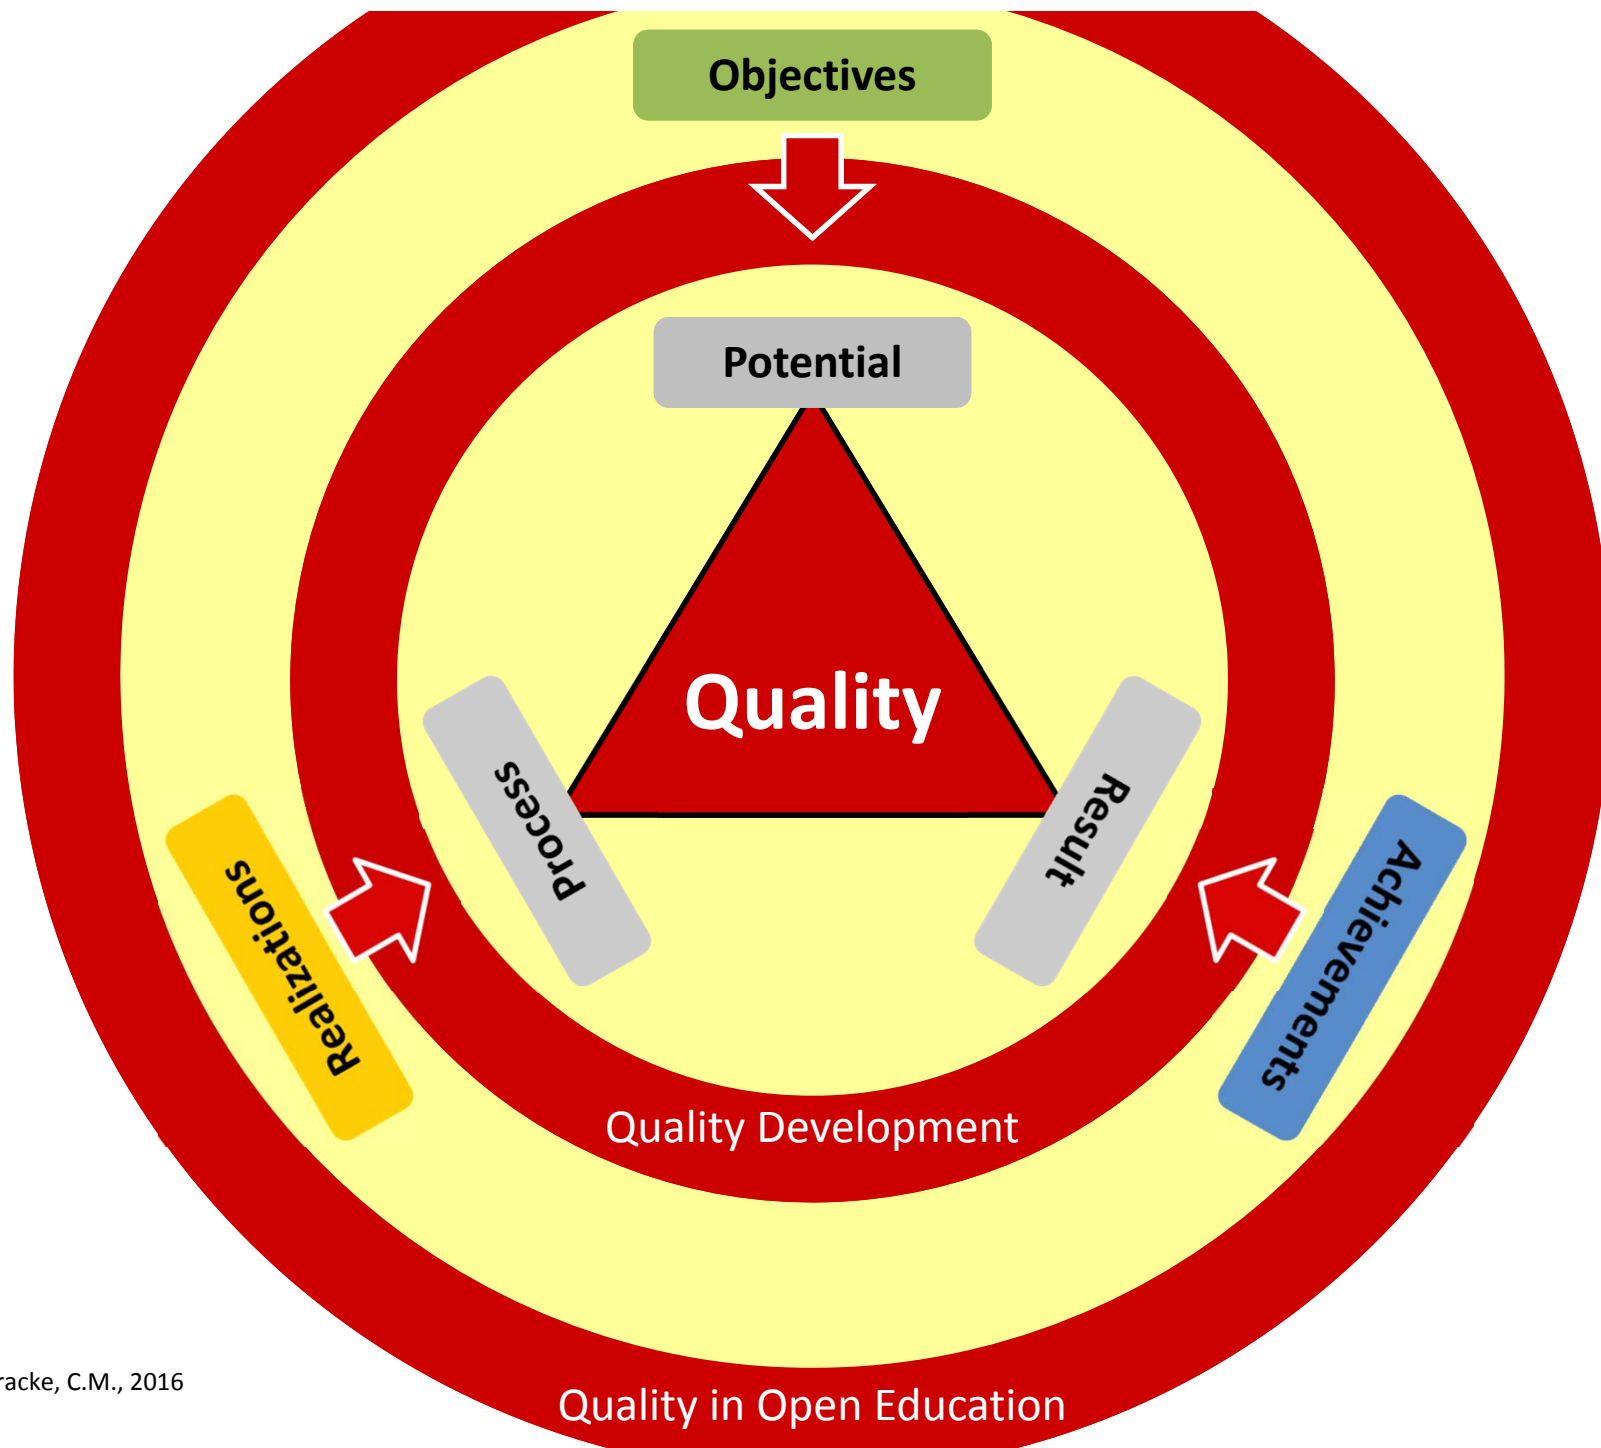 Objectives
Potential
Quality
Process
Result
Realizations
Achievements
Quality Development
racke, C.M., 2016
Quality in Open Education